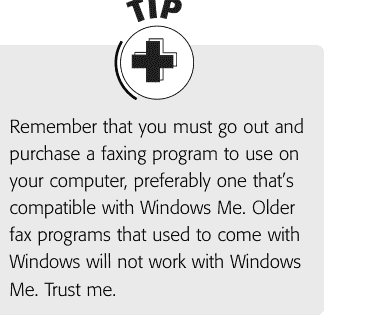 TIP
Remember that you must go out and
purchase a faxing program to use on
your computer, preferably one that's
compatible with Windows Me. Older
fax programs that used to come with
Windows will not work with Windows
Me. Trust me.